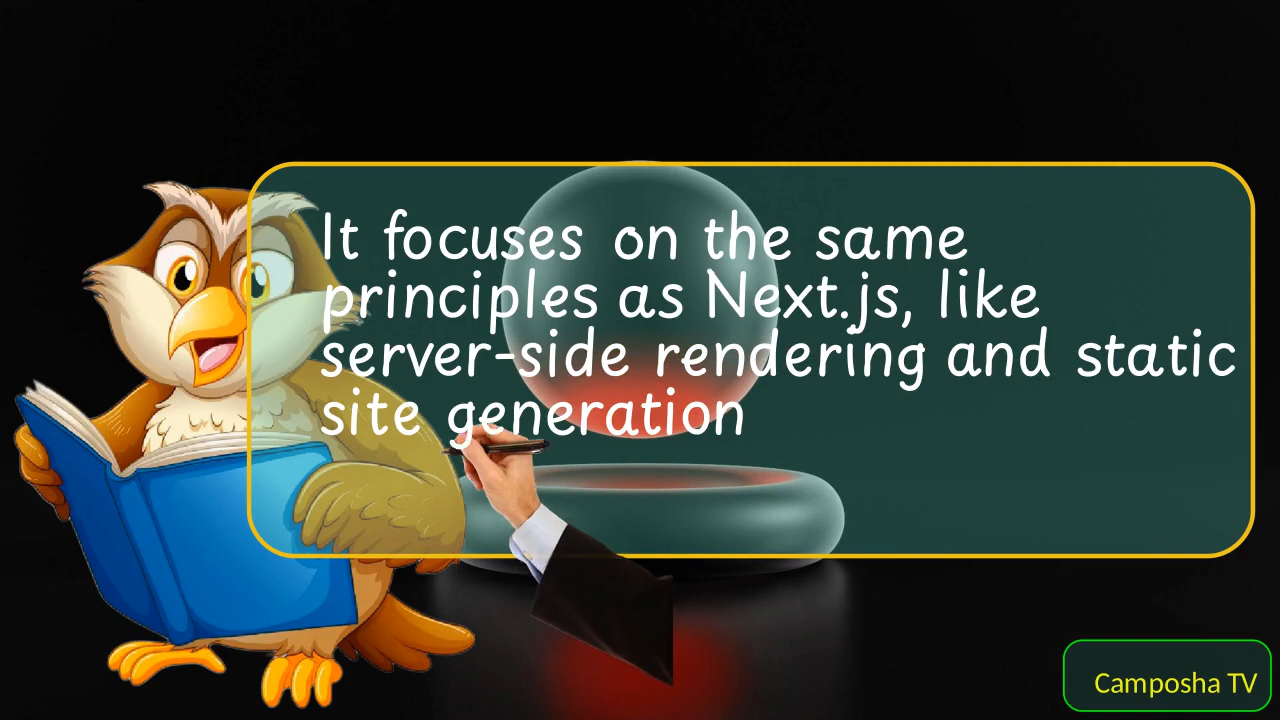 It focuses on the same
principles as Next.js, like
server-side rendering and static
site generation
Camposha TV